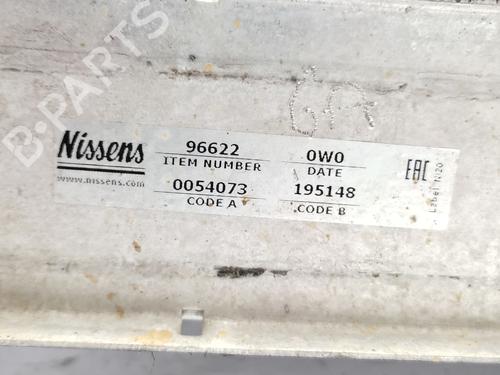 B-PARTS
Nissens
www.nissens.com
96622
ITEM NUMBER
0W0
DATE
0054073
CODE A
195148
CODE B
EAC
Label N20